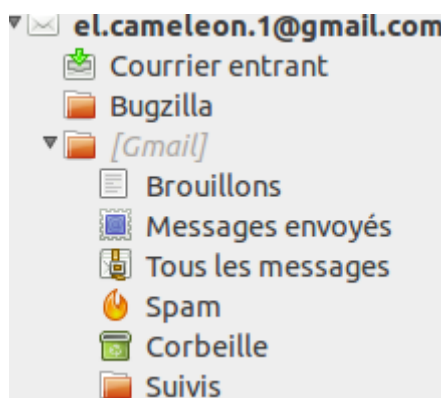 el.cameleon.1@gmail.com
Courrier entrant
Bugzilla
[Gmail]
Brouillons
Messages envoyés
Tous les messages
Spam
Corbeille
Suivis